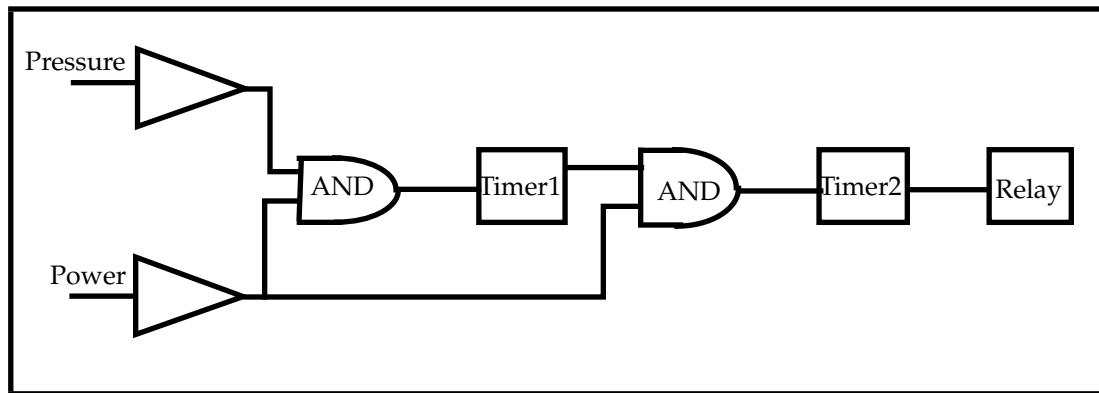 Pressure
AND
Timer1
AND
Timer2
Relay
Power